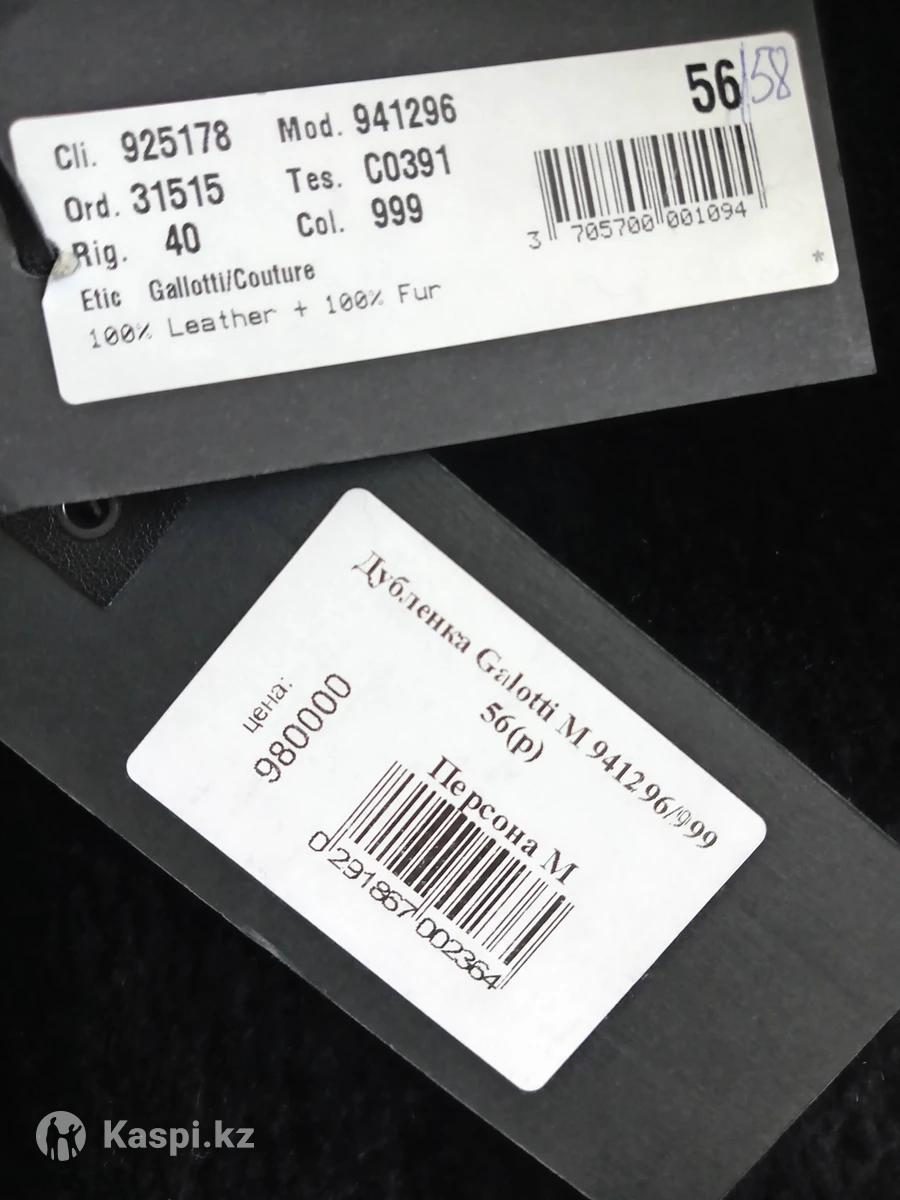 56/58
Cli. 925178 Mod. 941296
Ord. 31515 Tes. C0391
Rig. 40 Col. 999
Etic Gallotti/Couture
100% Leather + 100% Fur
3 705700 001094
*
Дубленка Galotti M 941296/999
56(р)
Персона М
цена:
980000
0 291867 002364
Kaspi.kz